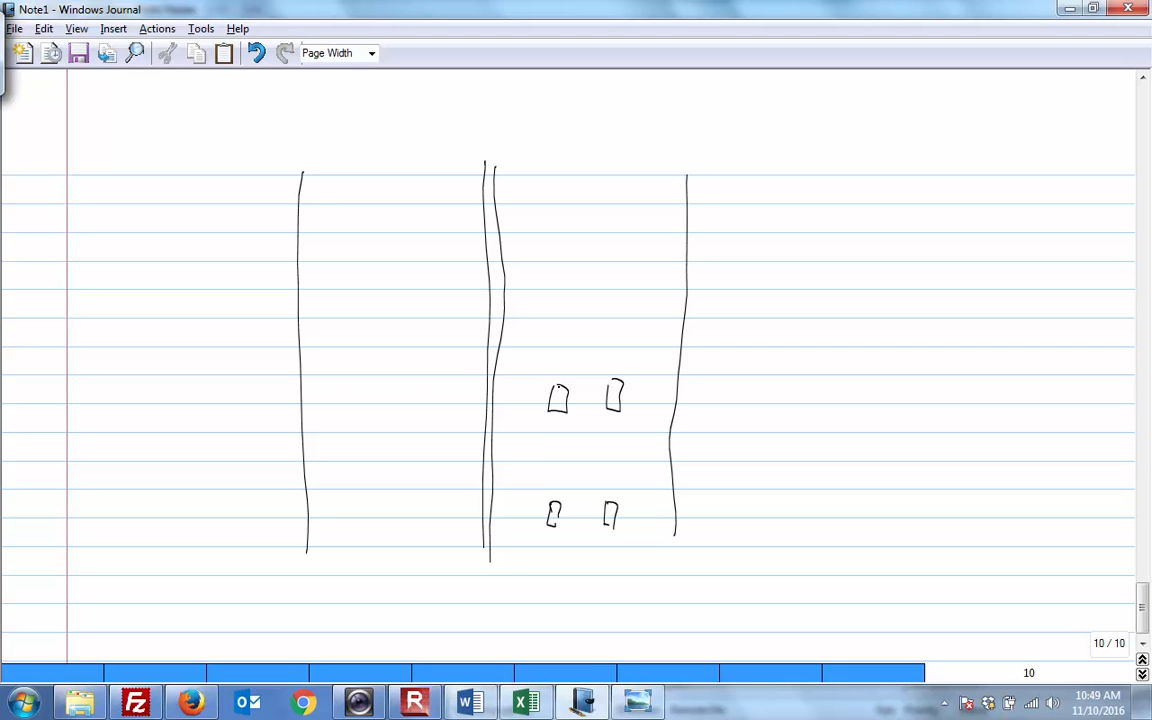 Note1 - Windows Journal
File Edit View Insert Actions Tools Help
Page Width
10 / 10
10
10:49 AM
11/10/2016